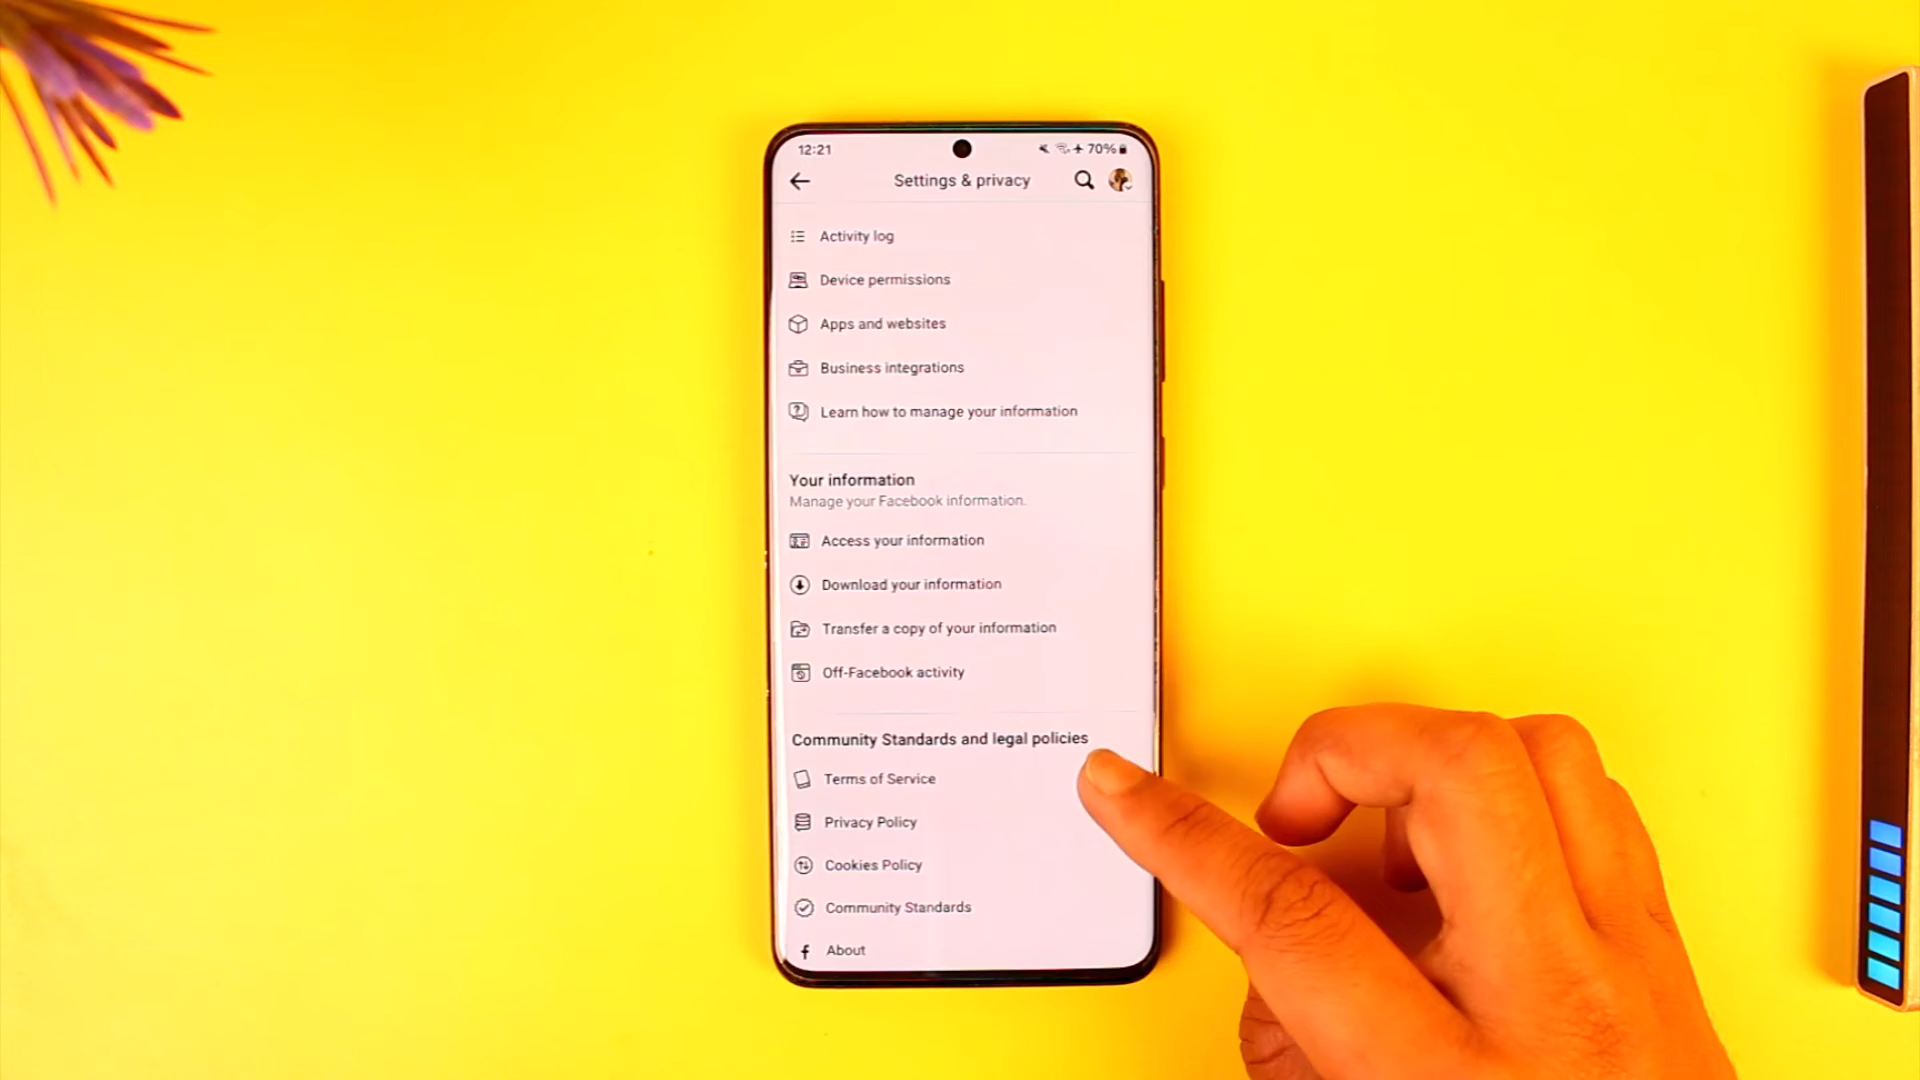 12:21
70%
Settings & privacy
Activity log
Device permissions
Apps and websites
Business integrations
Learn how to manage your information
Your information
Manage your Facebook information.
Access your information
Download your information
Transfer a copy of your information
Off-Facebook activity
Community Standards and legal policies
Terms of Service
Privacy Policy
Cookies Policy
Community Standards
About